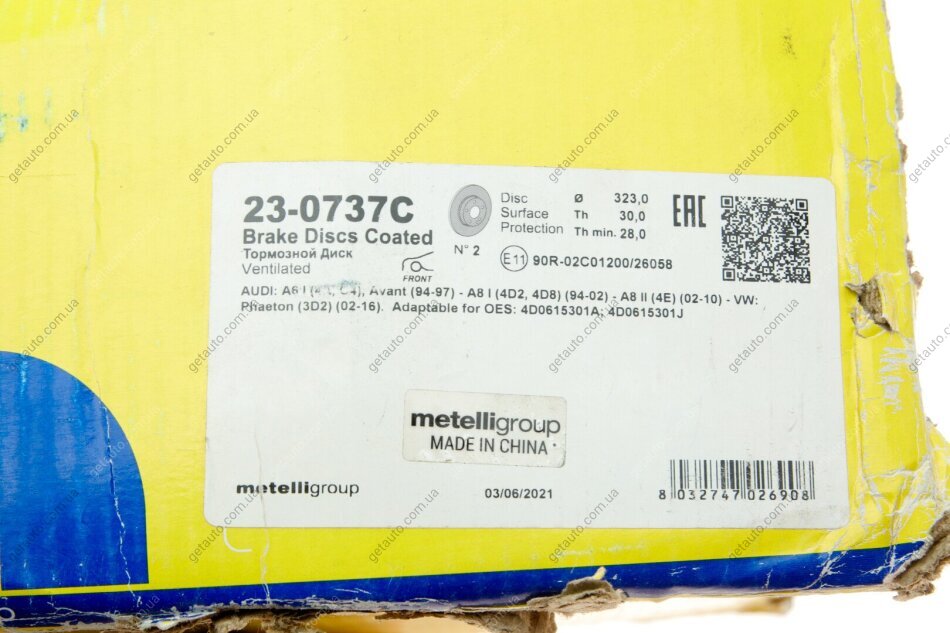 23-0737C
Brake Discs Coated
Тормозной Диск
Ventilated
FRONT
N° 2
Disc Ø 323,0
Surface Th 30,0
Protection Th min. 28,0
E11 90R-02C01200/26058
EAC
AUDI: A6 I (4A, C4), Avant (94-97) - A8 I (4D2, 4D8) (94-02) - A8 II (4E) (02-10) - VW:
Phaeton (3D2) (02-16). Adaptable for OES: 4D0615301A; 4D0615301J
metelligroup
MADE IN CHINA
metelligroup
03/06/2021
8 032747 026908
getauto.com.ua